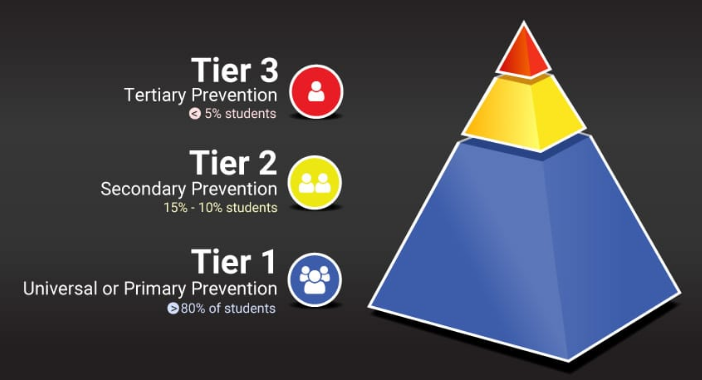 Tier 3
Tertiary Prevention
< 5% students
Tier 2
Secondary Prevention
15% - 10% students
Tier 1
Universal or Primary Prevention
> 80% of students